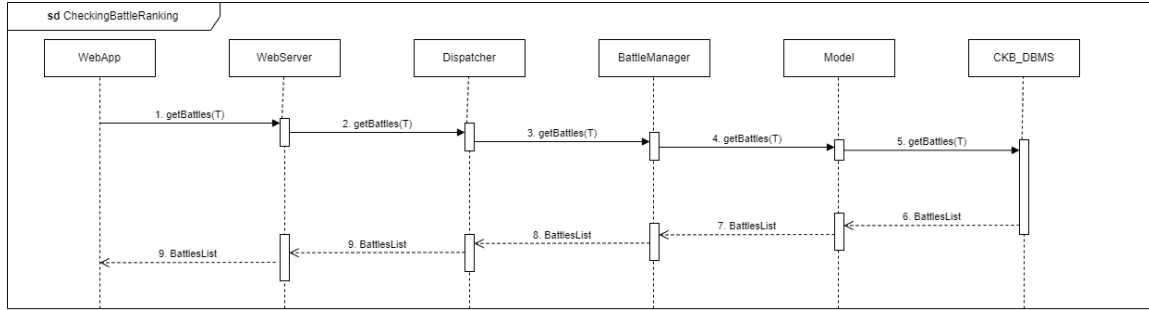 sd CheckingBattleRanking
WebApp
WebServer
Dispatcher
BattleManager
Model
CKB_DBMS
1. getBattles(T)
2. getBattles(T)
3. getBattles(T)
4. getBattles(T)
5. getBattles(T)
6. BattlesList
7. BattlesList
8. BattlesList
9. BattlesList
9. BattlesList